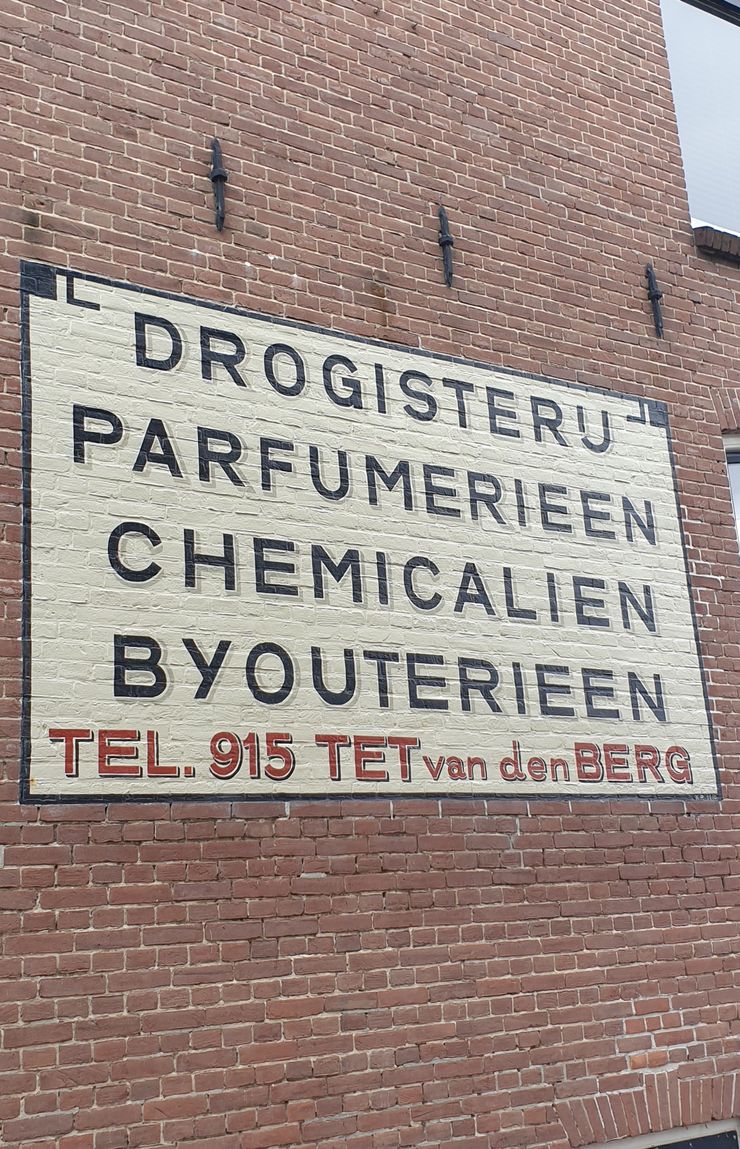 DROGISTERIJ
PARFUMERIEEN
CHEMICALIEN
BYOUTERIEEN
TEL. 915 TET van den BERG